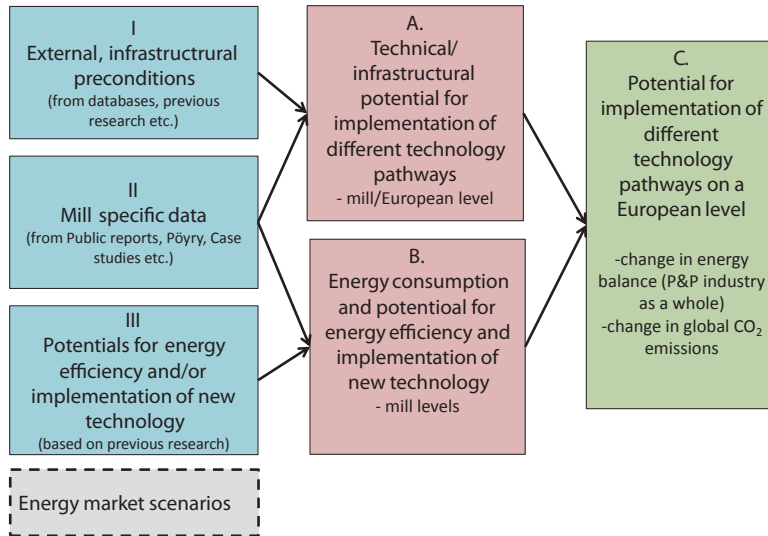 I
External, infrastructrural
preconditions
(from databases, previous
research etc.)
II
Mill specific data
(from Public reports, Pöyry, Case
studies etc.)
III
Potentials for energy
efficiency and/or
implementation of new
technology
(based on previous research)
Energy market scenarios
A.
Technical/
infrastructural
potential for
implementation of
different technology
pathways
- mill/European level
B.
Energy consumption
and potentioal for
energy efficiency and
implementation of
new technology
- mill levels
C.
Potential for
implementation of
different
technology
pathways on a
European level
-change in energy
balance (P&P industry
as a whole)
-change in global CO₂
emissions